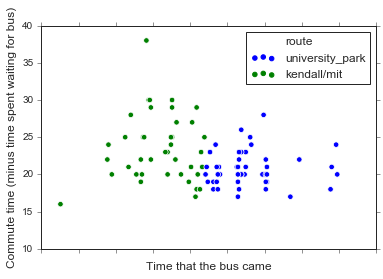 Commute time (minus time spent waiting for bus)
40
35
30
25
20
15
10
route
university_park
kendall/mit
Time that the bus came